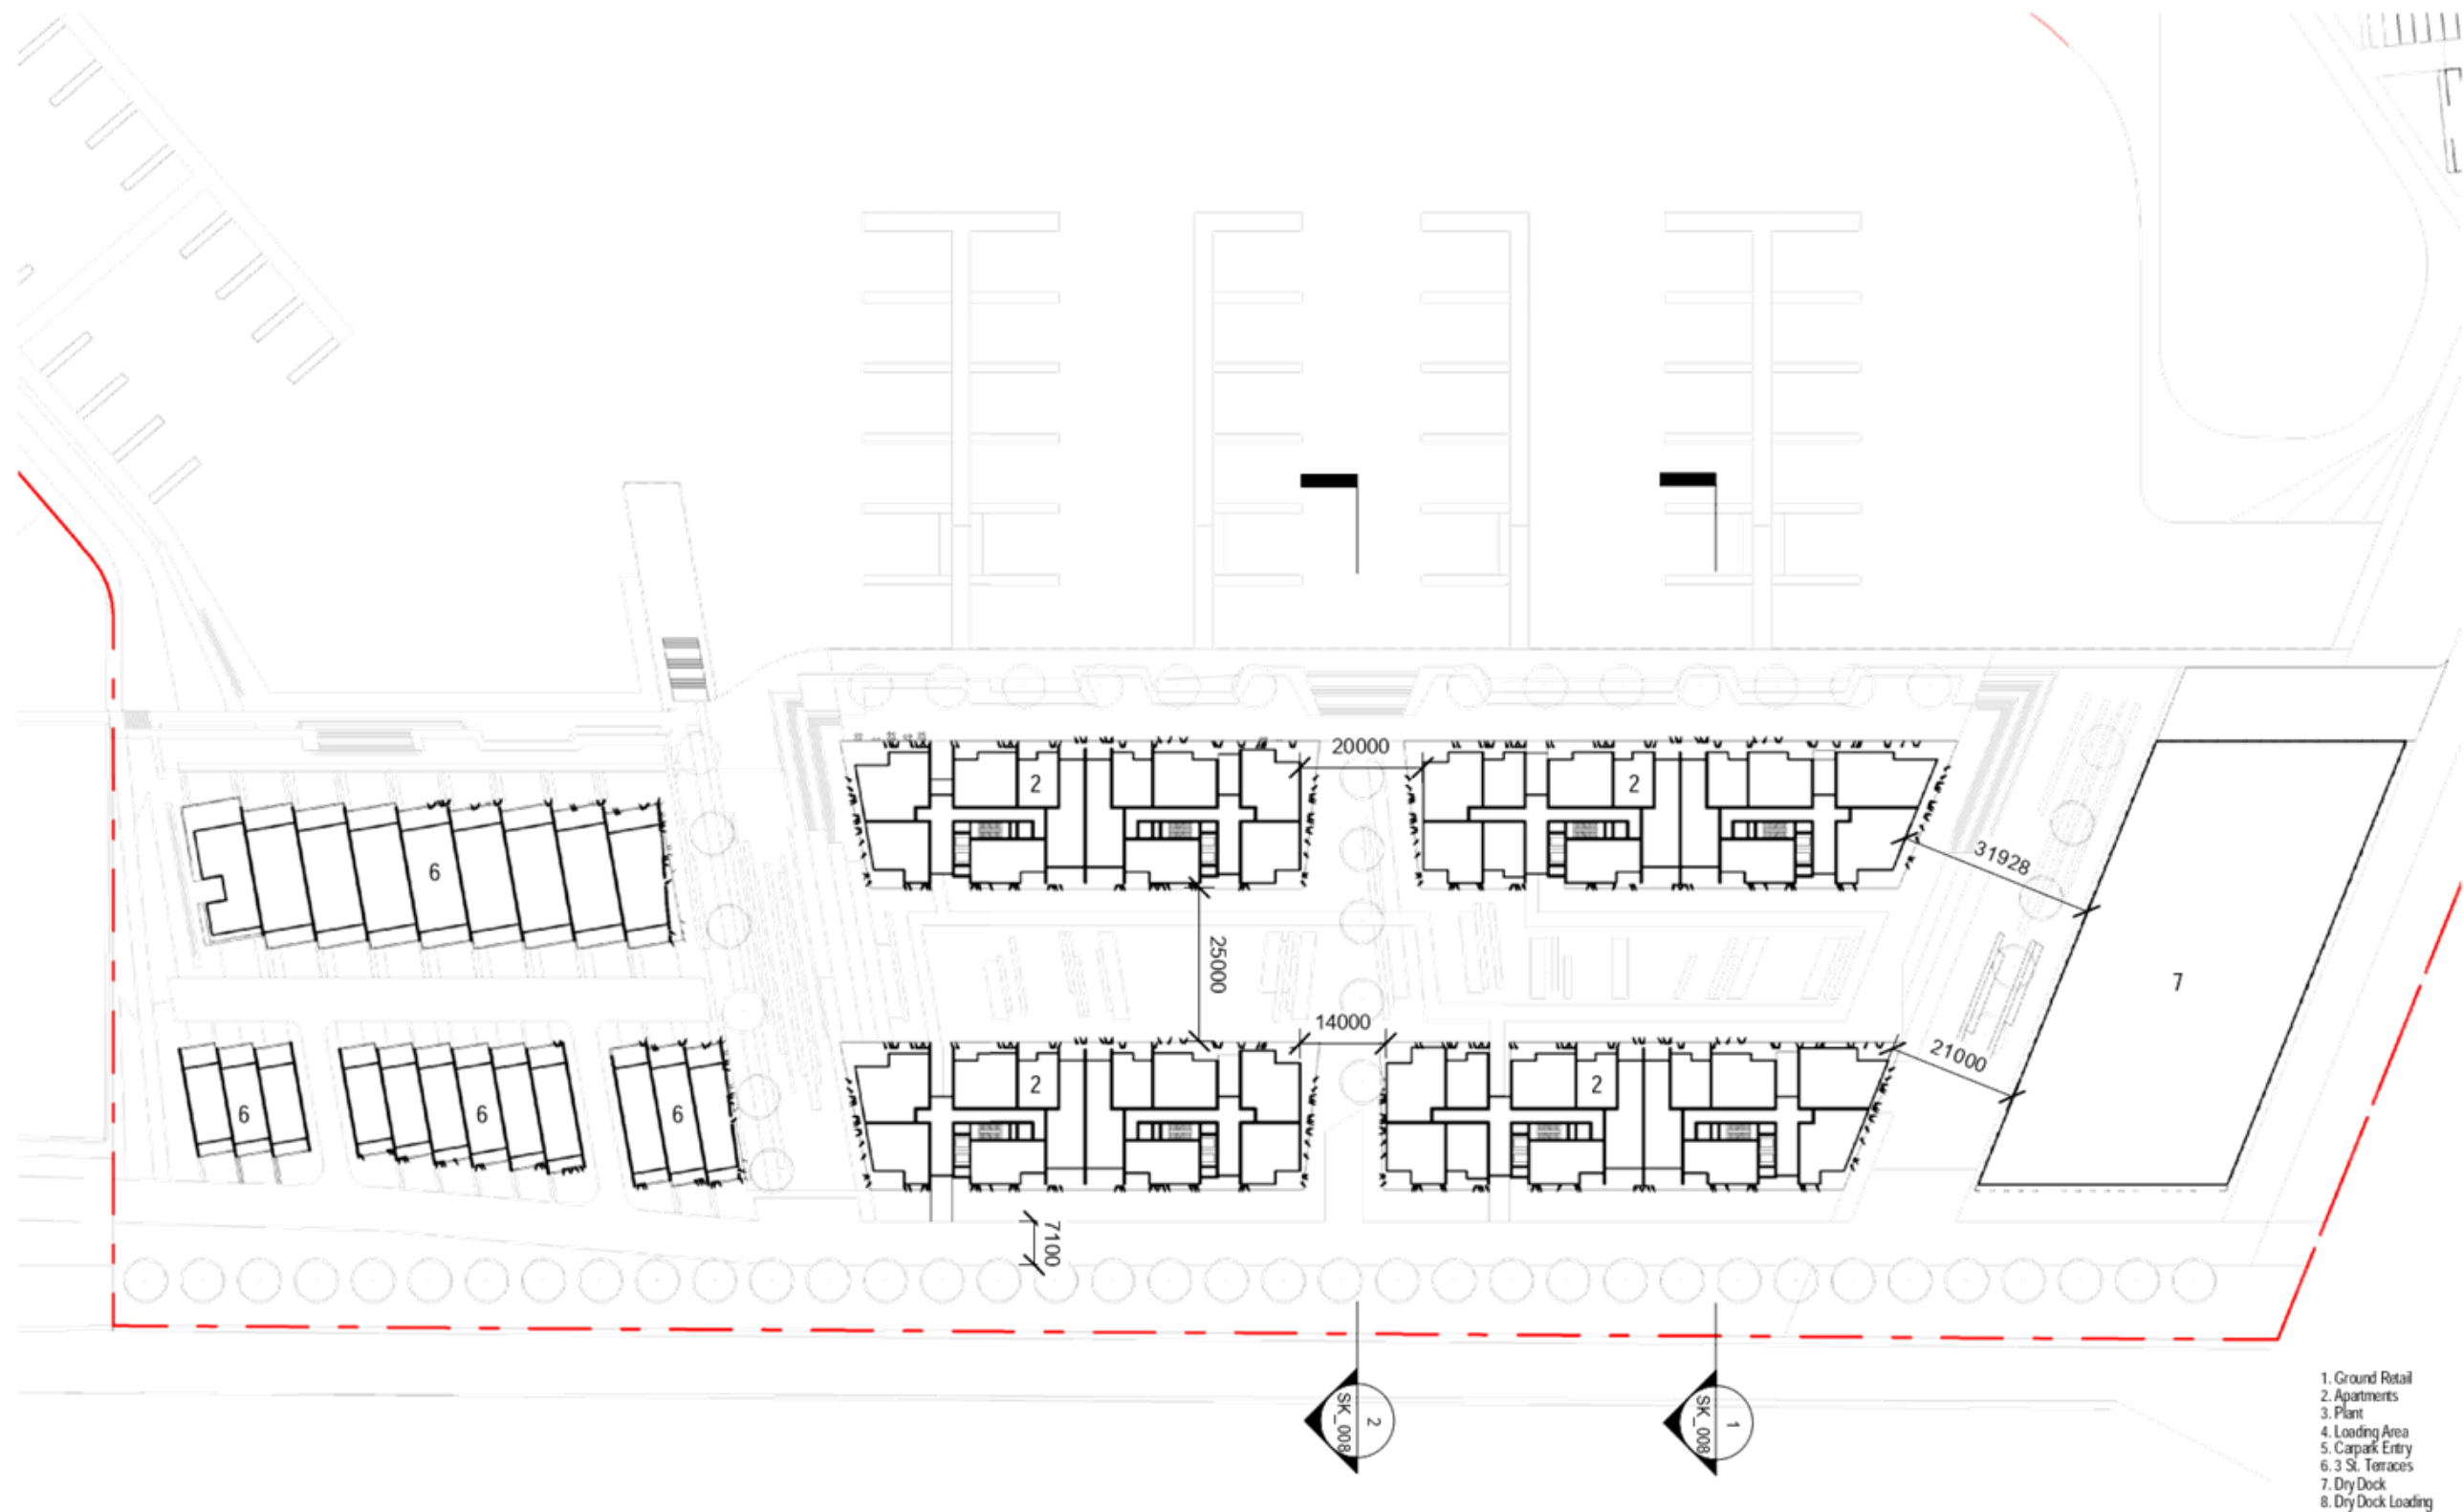 20000
2
2
31928
6
25000
7
14000
21000
2
2
6
6
6
7100
2
SK_008
1
SK_008
1. Ground Retail
2. Apartments
3. Plant
4. Loading Area
5. Carpark Entry
6. 3 St. Terraces
7. Dry Dock
8. Dry Dock Loading